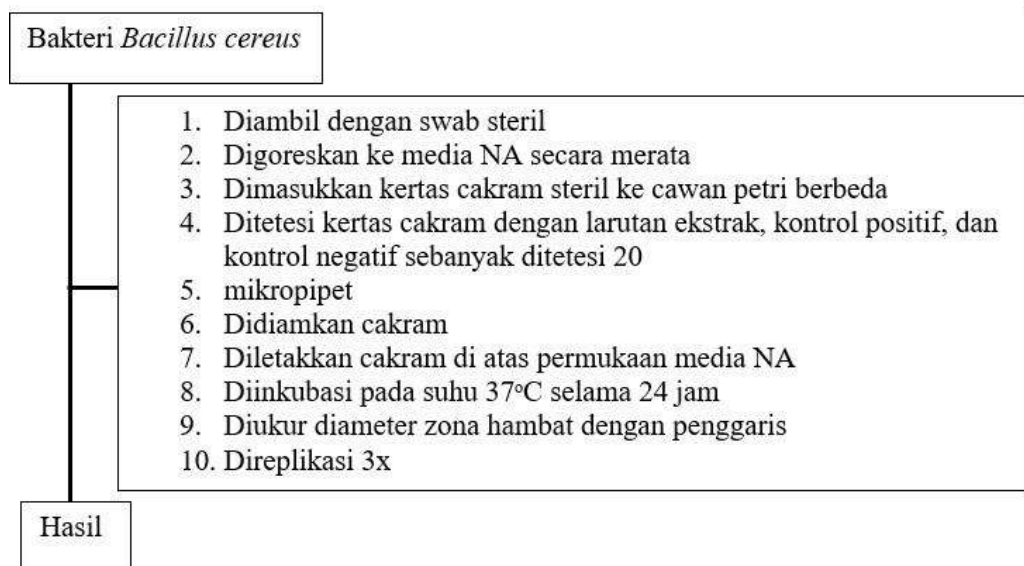 Bakteri Bacillus cereus
1. Diambil dengan swab steril
2. Digoreskan ke media NA secara merata
3. Dimasukkan kertas cakram steril ke cawan petri berbeda
4. Ditetesi kertas cakram dengan larutan ekstrak, kontrol positif, dan
kontrol negatif sebanyak ditetesi 20
5. mikropipet
6. Didiamkan cakram
7. Diletakkan cakram di atas permukaan media NA
8. Diinkubasi pada suhu 37°C selama 24 jam
9. Diukur diameter zona hambat dengan penggaris
10. Direplikasi 3x
Hasil